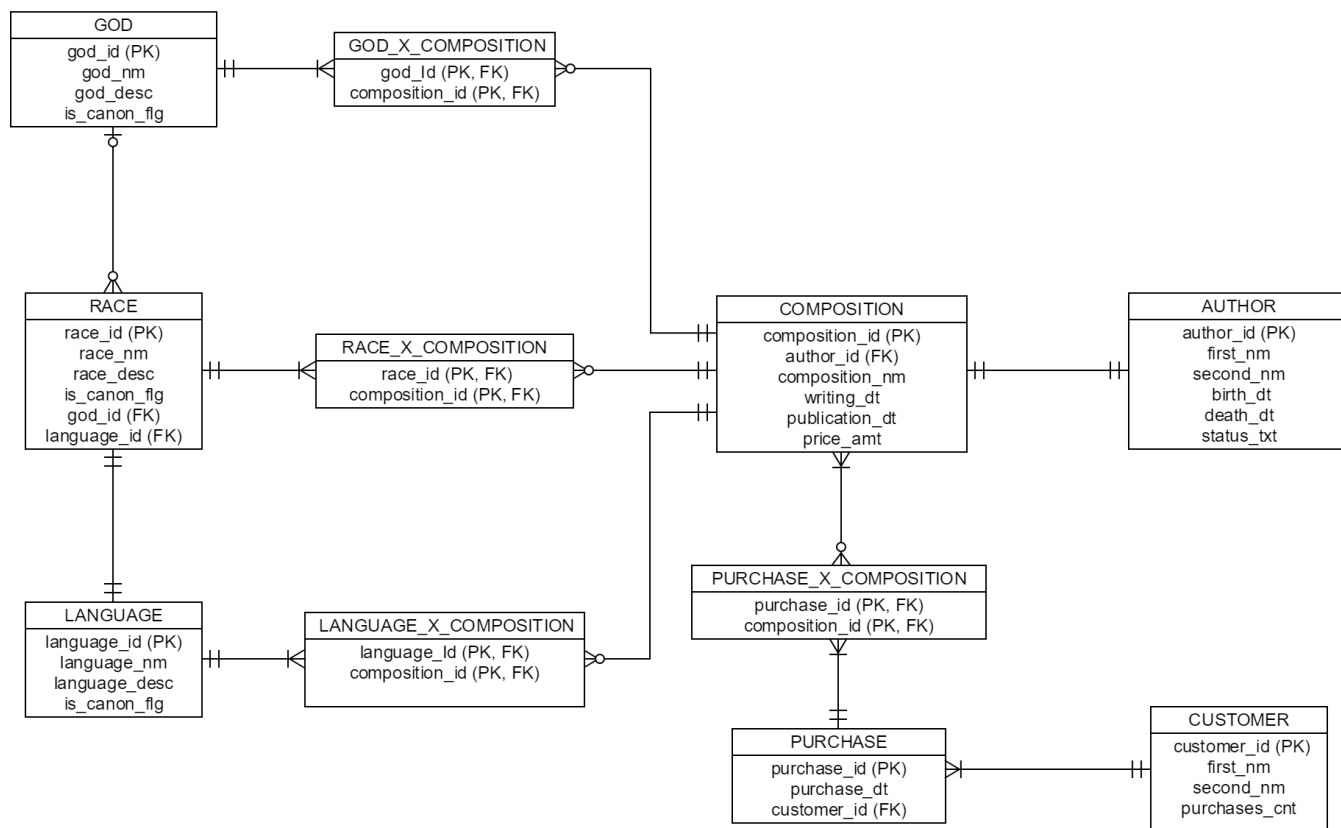 GOD
god_id (PK)
god_nm
god_desc
is_canon_flg
GOD_X_COMPOSITION
god_Id (PK, FK)
composition_id (PK, FK)
RACE
race_id (PK)
race_nm
race_desc
is_canon_flg
god_id (FK)
language_id (FK)
RACE_X_COMPOSITION
race_id (PK, FK)
composition_id (PK, FK)
COMPOSITION
composition_id (PK)
author_id (FK)
composition_nm
writing_dt
publication_dt
price_amt
AUTHOR
author_id (PK)
first_nm
second_nm
birth_dt
death_dt
status_txt
LANGUAGE
language_id (PK)
language_nm
language_desc
is_canon_flg
LANGUAGE_X_COMPOSITION
language_Id (PK, FK)
composition_id (PK, FK)
PURCHASE_X_COMPOSITION
purchase_id (PK, FK)
composition_id (PK, FK)
PURCHASE
purchase_id (PK)
purchase_dt
customer_id (FK)
CUSTOMER
customer_id (PK)
first_nm
second_nm
purchases_cnt